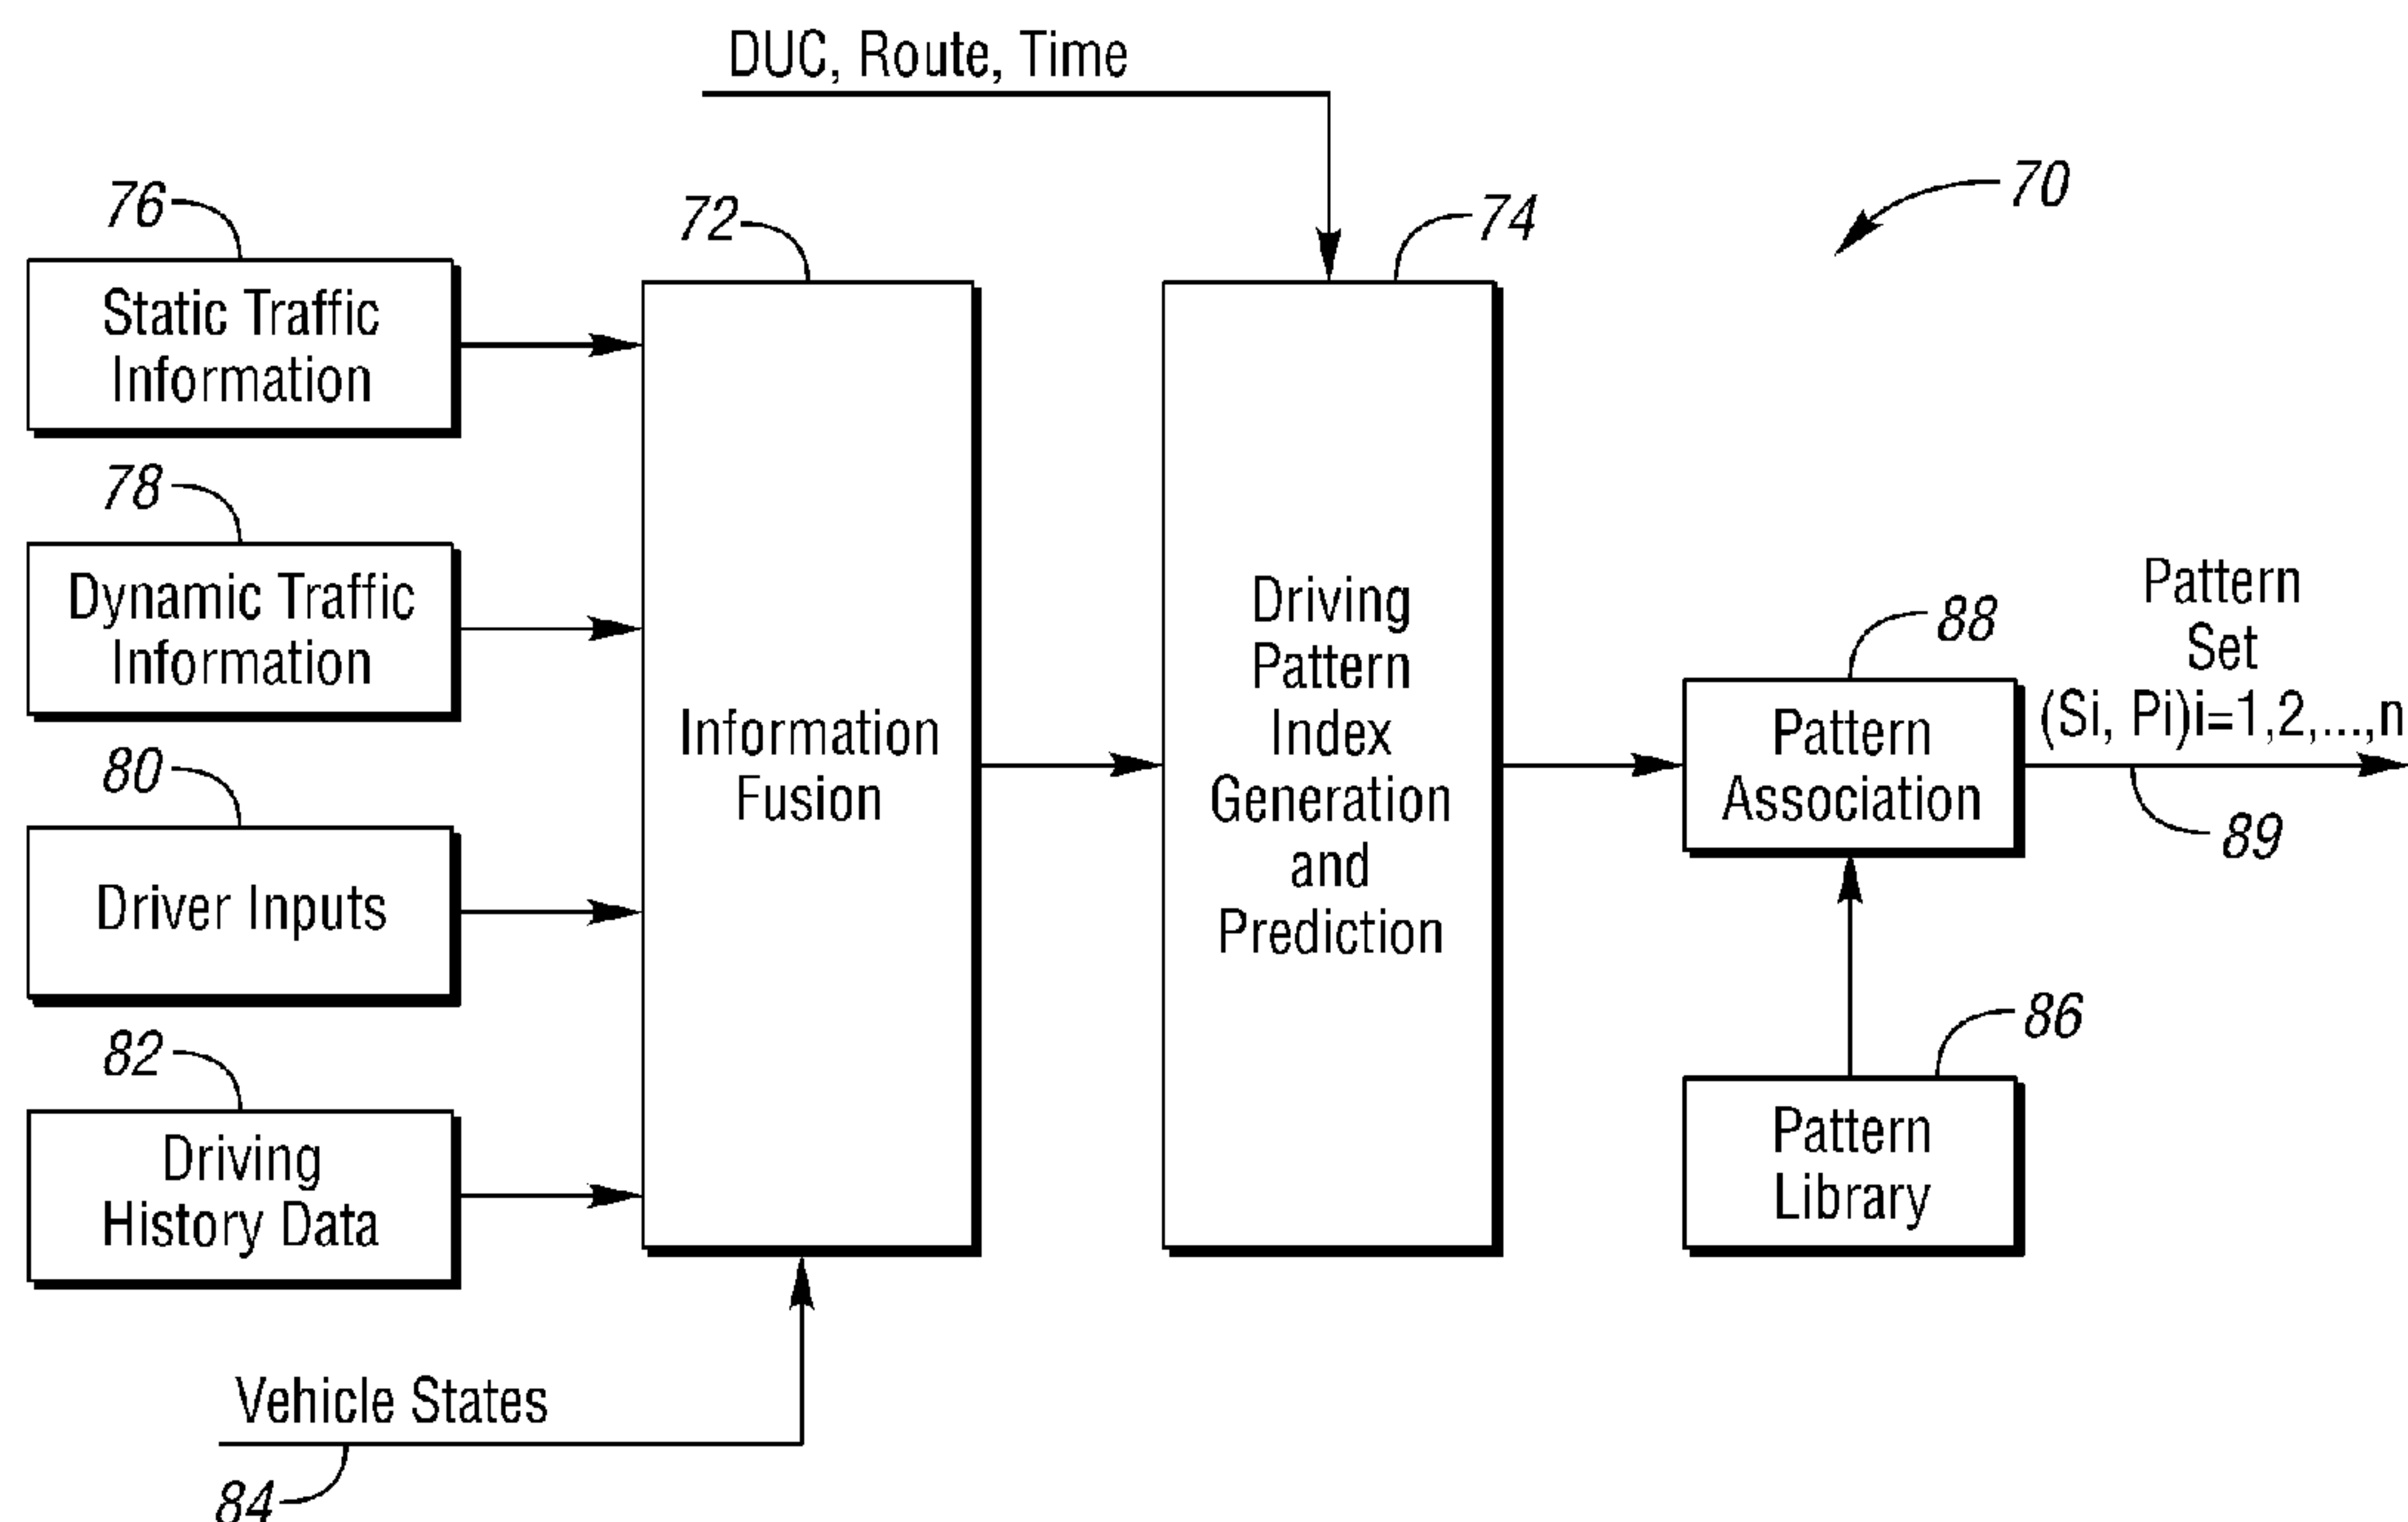 DUC, Route, Time
70
76
72
74
Static Traffic
Information
78
Dynamic Traffic
Information
80
Driver Inputs
82
Driving
History Data
Information
Fusion
Driving
Pattern
Index
Generation
and
Prediction
88
Pattern
Association
Pattern
Set
(Si, Pi)i=1,2,...,n
89
86
Pattern
Library
Vehicle States
84